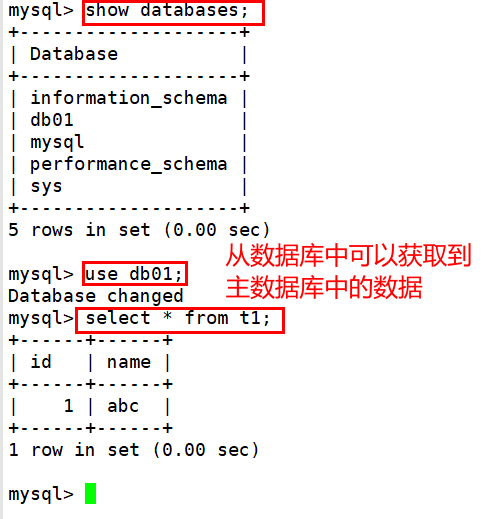 mysql> show databases;
+--------------------+
| Database           |
+--------------------+
| information_schema |
| db01               |
| mysql              |
| performance_schema |
| sys                |
+--------------------+
5 rows in set (0.00 sec)
从数据库中可以获取到
主数据库中的数据
mysql> use db01;
Database changed
mysql> select * from t1;
+------+------+
| id   | name |
+------+------+
|    1 | abc  |
+------+------+
1 row in set (0.00 sec)
mysql>